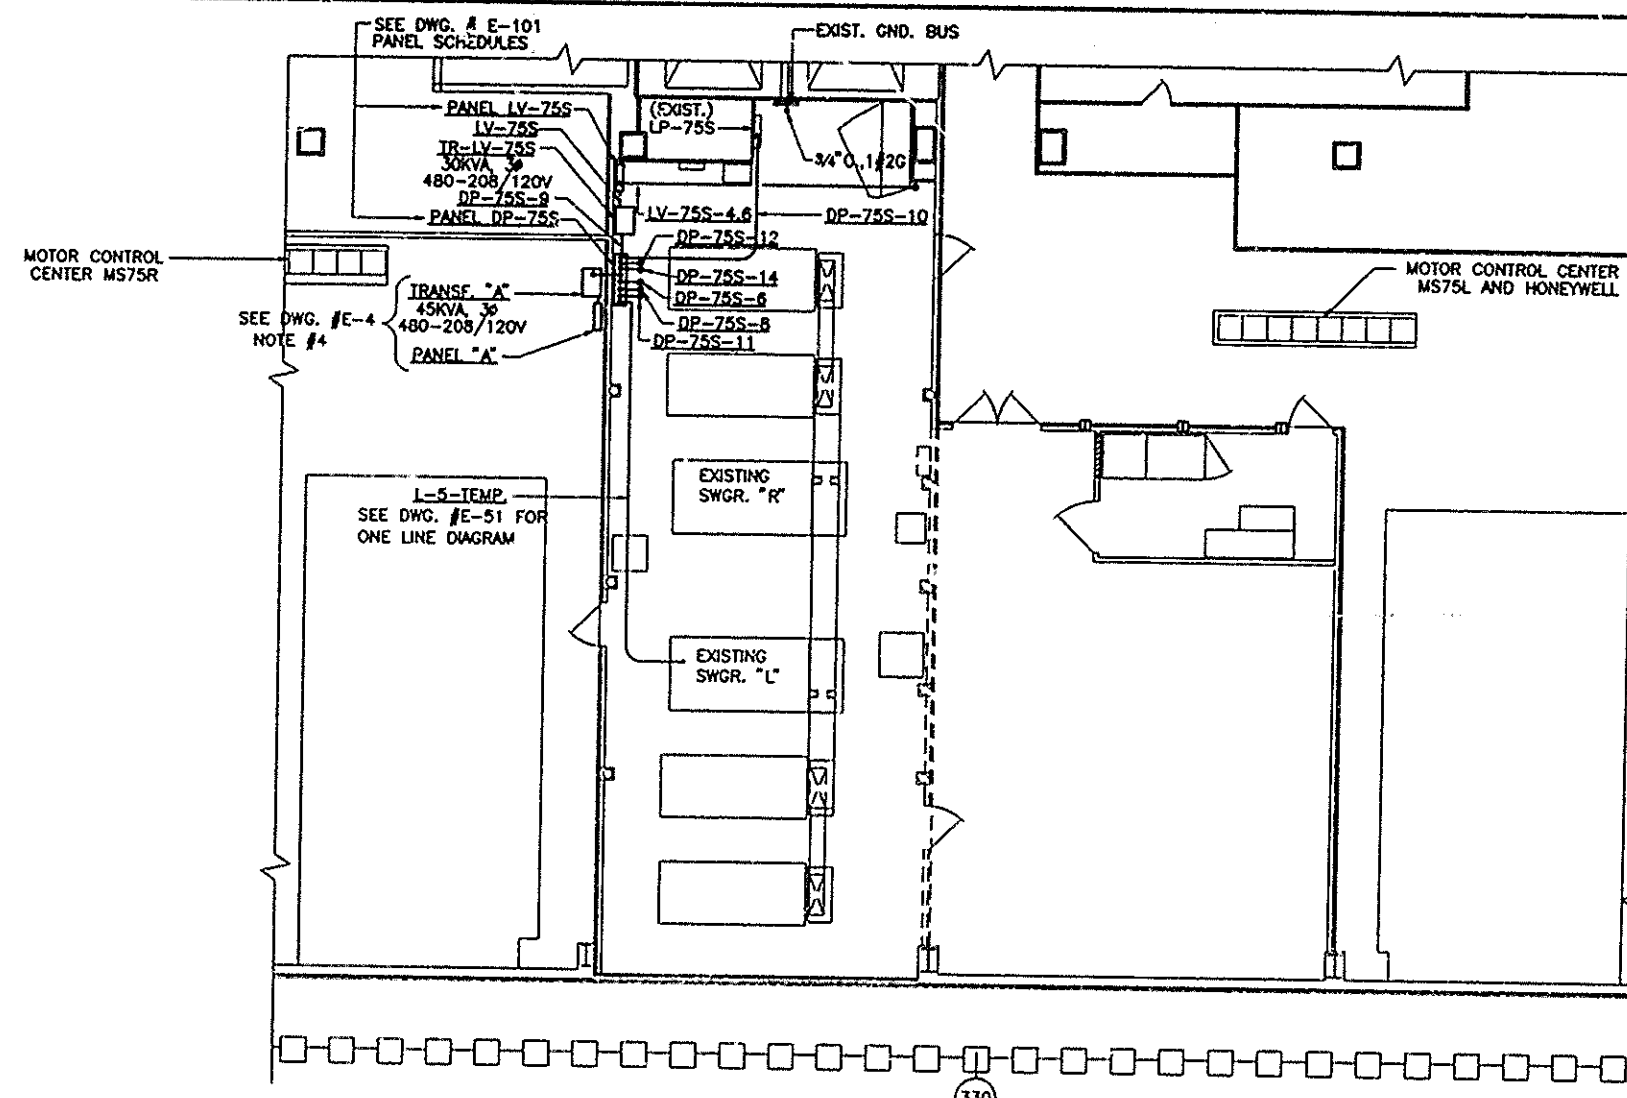 SEE DWG. # E-101
PANEL SCHEDULES
EXIST. GND. BUS
PANEL LV-75S
LV-75S
TR-LV-75S
30KVA, 3ø
480-208/120V
DP-75S-9
PANEL DP-75S
(EXIST.)
LP-75S
3/4" C.,1#2G
LV-75S-4,6
DP-75S-10
DP-75S-12
DP-75S-14
DP-75S-6
DP-75S-8
DP-75S-11
MOTOR CONTROL
CENTER MS75R
TRANSF. "A"
45KVA, 3ø
480-208/120V
PANEL "A"
SEE DWG. #E-4
NOTE #4
MOTOR CONTROL CENTER
MS75L AND HONEYWELL
EXISTING
SWGR. "R"
L-5-TEMP.
SEE DWG. #E-51 FOR
ONE LINE DIAGRAM
EXISTING
SWGR. "L"
330